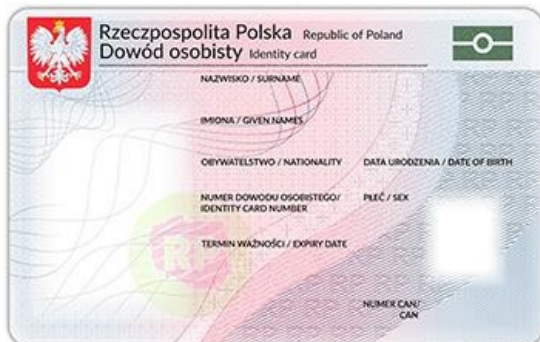 Rzeczpospolita Polska Republic of Poland
Dowód osobisty Identity card
NAZWISKO / SURNAME
IMIONA / GIVEN NAMES
OBYWATELSTWO / NATIONALITY DATA URODZENIA / DATE OF BIRTH
NUMER DOWODU OSOBISTEGO/ PŁEĆ / SEX
IDENTITY CARD NUMBER
TERMIN WAŻNOŚCI / EXPIRY DATE
RP
NUMER CAN/
CAN